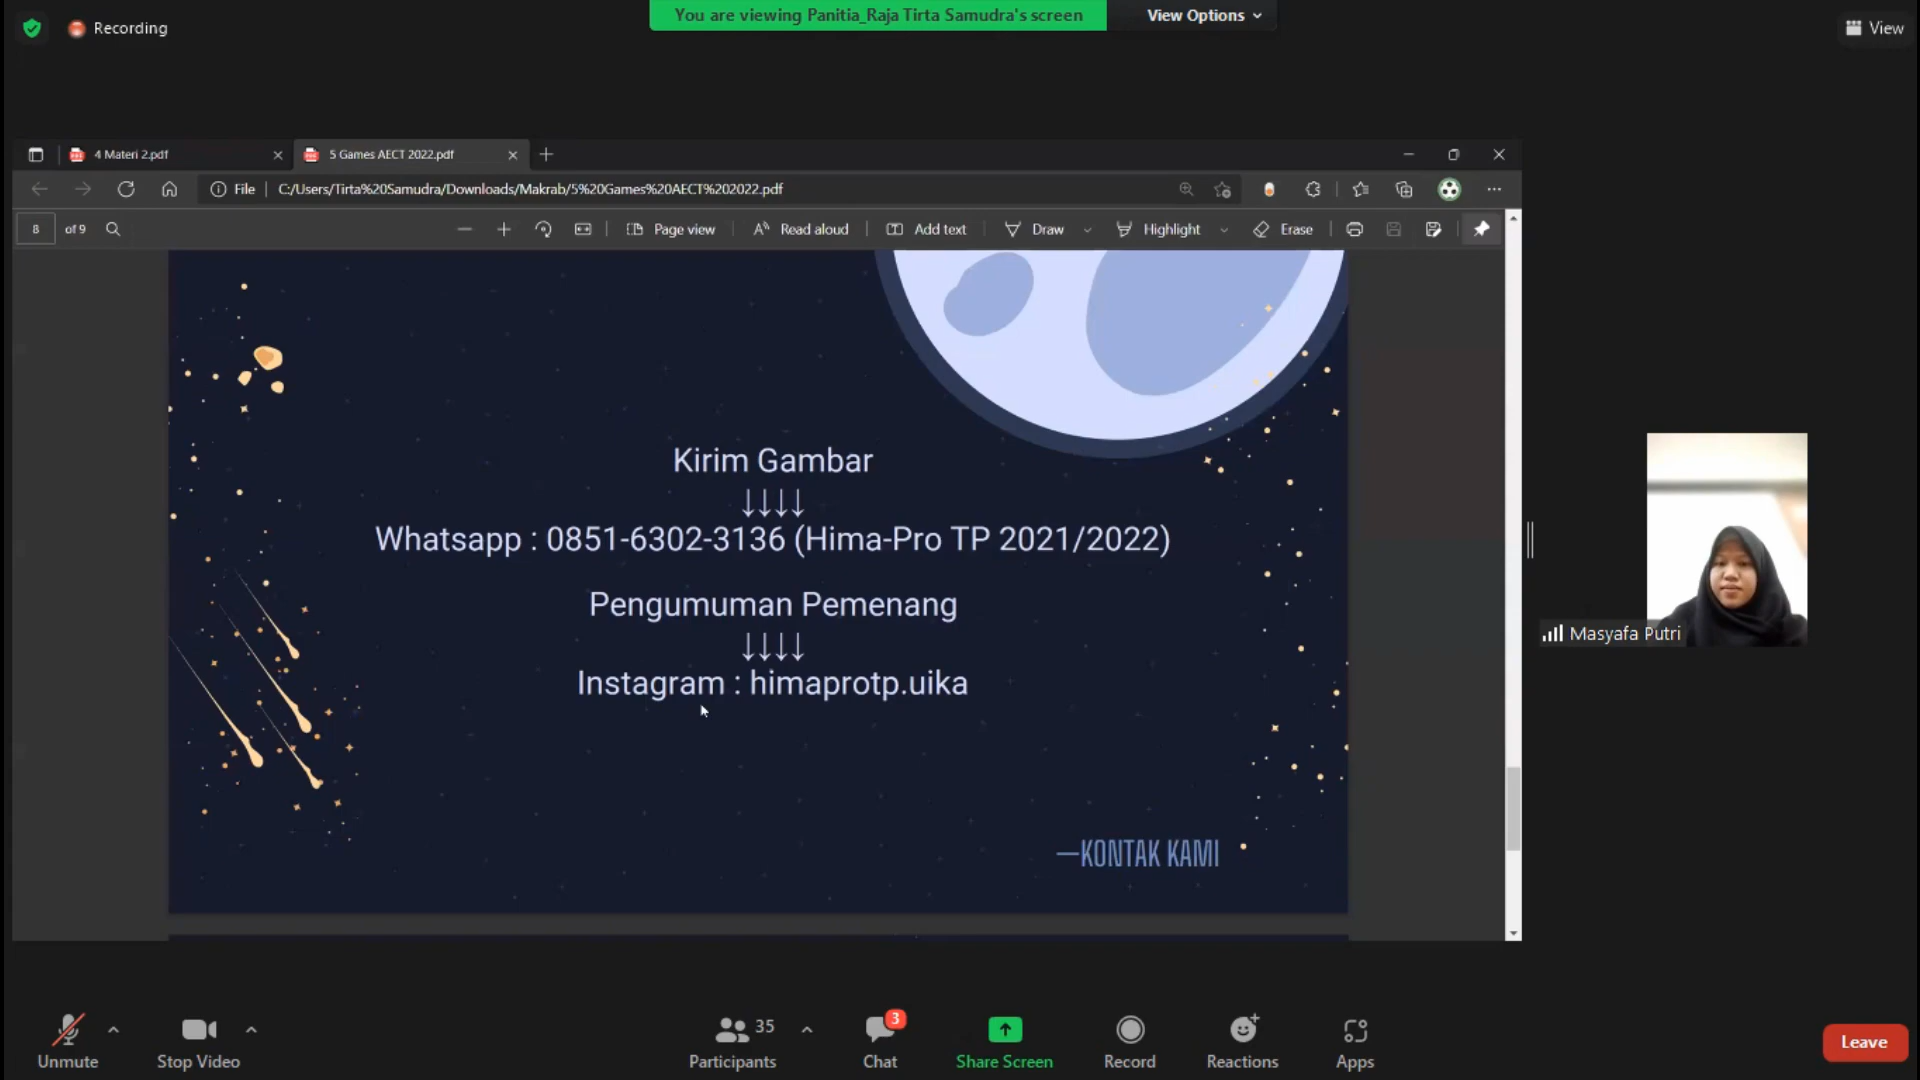 Recording
You are viewing Panitia_Raja Tirta Samudra's screen
View Options
View
4 Materi 2.pdf
5 Games AECT 2022.pdf
File
C:/Users/Tirta%20Samudra/Downloads/Makrab/5%20Games%20AECT%202022.pdf
8 of 9
Page view
Read aloud
Add text
Draw
Highlight
Erase
Kirim Gambar
↓↓↓↓
Whatsapp : 0851-6302-3136 (Hima-Pro TP 2021/2022)
Pengumuman Pemenang
↓↓↓↓
Instagram : himaprotp.uika
—KONTAK KAMI
Masyafa Putri
Unmute
Stop Video
35
Participants
3
Chat
Share Screen
Record
Reactions
Apps
Leave